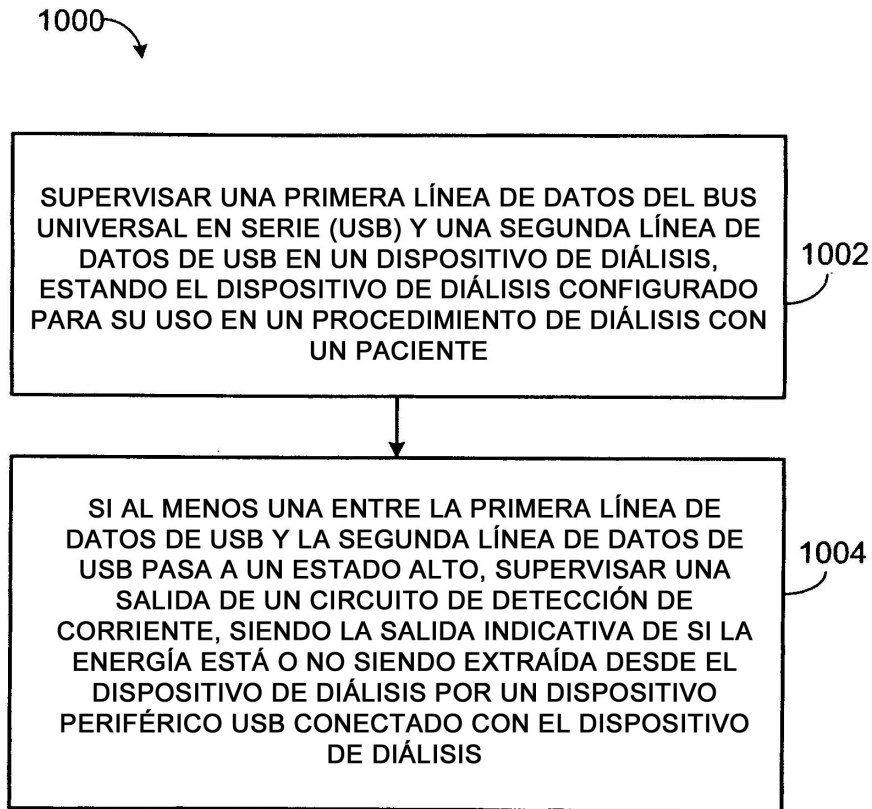 1000
SUPERVISAR UNA PRIMERA LÍNEA DE DATOS DEL BUS
UNIVERSAL EN SERIE (USB) Y UNA SEGUNDA LÍNEA DE
DATOS DE USB EN UN DISPOSITIVO DE DIÁLISIS,
ESTANDO EL DISPOSITIVO DE DIÁLISIS CONFIGURADO
PARA SU USO EN UN PROCEDIMIENTO DE DIÁLISIS CON
UN PACIENTE
1002
SI AL MENOS UNA ENTRE LA PRIMERA LÍNEA DE
DATOS DE USB Y LA SEGUNDA LÍNEA DE DATOS DE
USB PASA A UN ESTADO ALTO, SUPERVISAR UNA
SALIDA DE UN CIRCUITO DE DETECCIÓN DE
CORRIENTE, SIENDO LA SALIDA INDICATIVA DE SI LA
ENERGÍA ESTÁ O NO SIENDO EXTRAÍDA DESDE EL
DISPOSITIVO DE DIÁLISIS POR UN DISPOSITIVO
PERIFÉRICO USB CONECTADO CON EL DISPOSITIVO
DE DIÁLISIS
1004